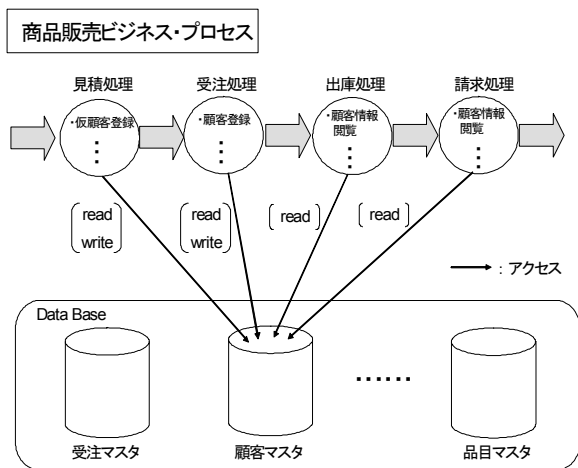 商品販売ビジネス・プロセス
見積処理
受注処理
出庫処理
請求処理
・仮顧客登録
・顧客登録
・顧客情報
閲覧
・顧客情報
閲覧
read
write
read
write
read
read
: アクセス
Data Base
受注マスタ
顧客マスタ
品目マスタ